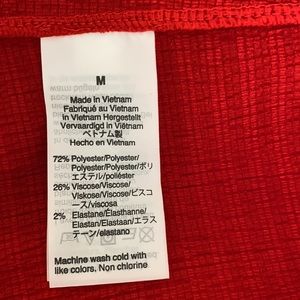 M
Made in Vietnam
Fabriqué au Vietnam
in Vietnam Hergestellt
Vervaardigd in Viëtnam
ベトナム製
Hecho en Vietnam
72% Polyester/Polyester/
Polyester/Polyester/ポリ
エステル/poliéster
26% Viscose/Viscose/
Viskose/Viscose/ビスコ
ース/viscosa
2% Elastane/Élasthanne/
Elastan/Elastaan/エラス
テーン/elastano
Machine wash cold with
like colors. Non chlorine